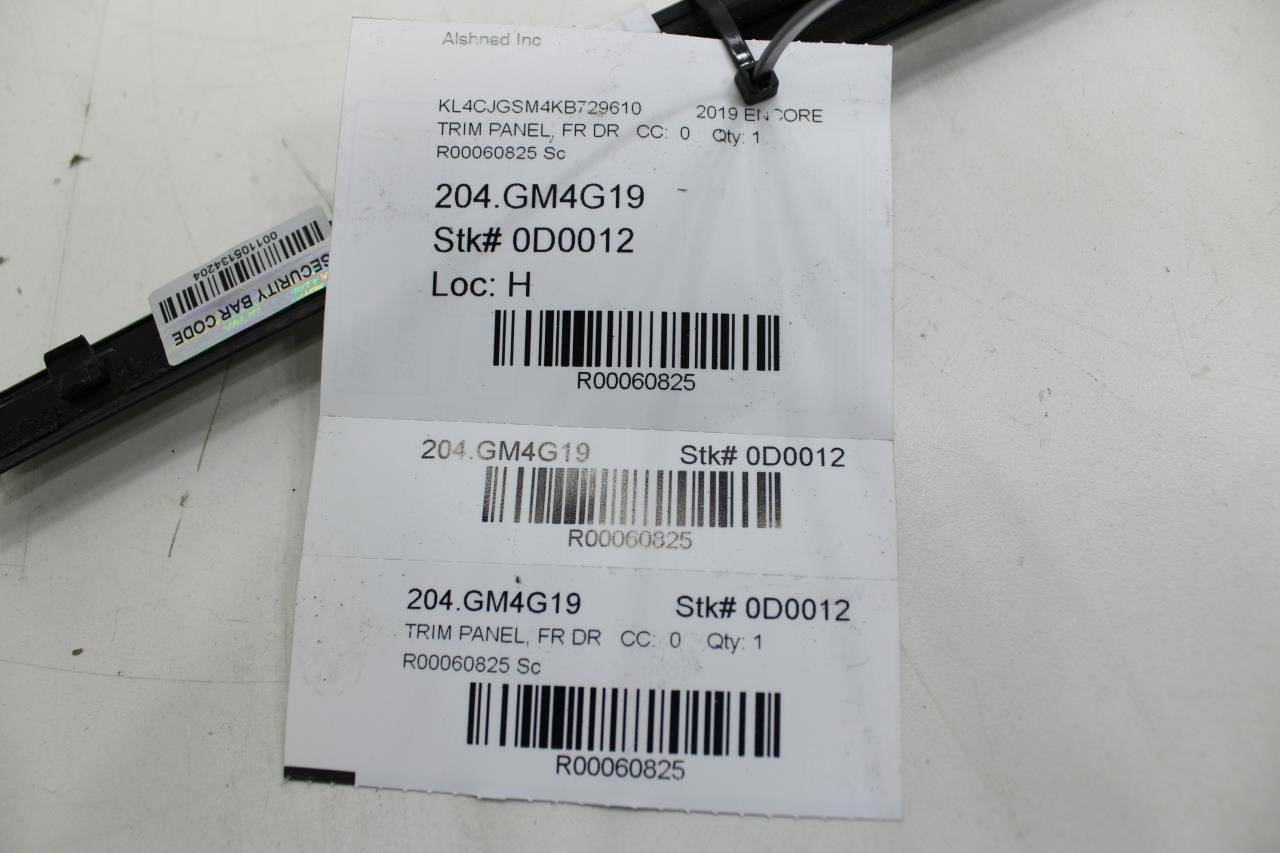 Alshned Inc
KL4CJGSM4KB729610 2019 ENCORE
TRIM PANEL, FR DR CC: 0 Qty: 1
R00060825 Sc
204.GM4G19
Stk# 0D0012
Loc: H
R00060825
001105134204
SECURITY BAR CODE
204.GM4G19 Stk# 0D0012
R00060825
204.GM4G19 Stk# 0D0012
TRIM PANEL, FR DR CC: 0 Qty: 1
R00060825 Sc
R00060825